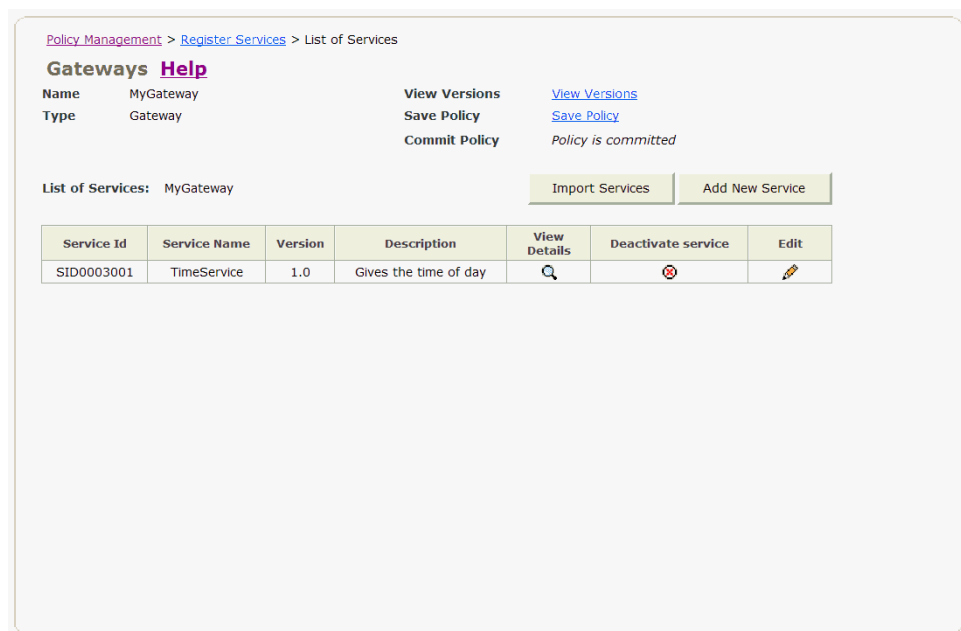 Policy Management > Register Services > List of Services
Gateways Help
Name MyGateway View Versions View Versions
Type Gateway Save Policy Save Policy
Commit Policy Policy is committed
List of Services: MyGateway Import Services Add New Service
Service Id Service Name Version Description View Details Deactivate service Edit
SID0003001 TimeService 1.0 Gives the time of day